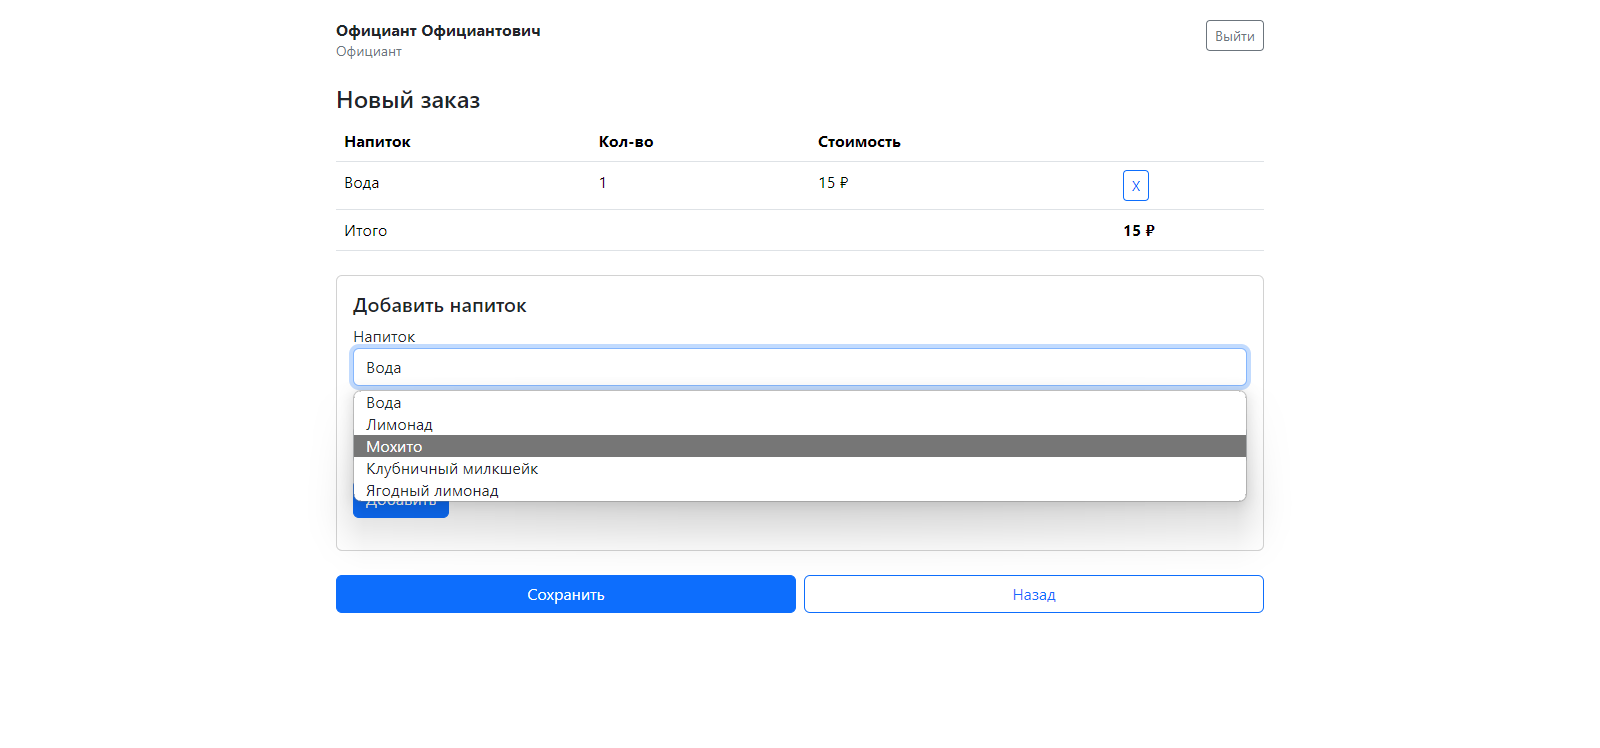 Официант Официантович
Официант
Выйти
Новый заказ
Напиток Кол-во Стоимость
Вода 1 15 ₽ X
Итого 15 ₽
Добавить напиток
Напиток
Вода
Вода
Лимонад
Мохито
Клубничный милкшейк
Ягодный лимонад
Добавить
Сохранить
Назад